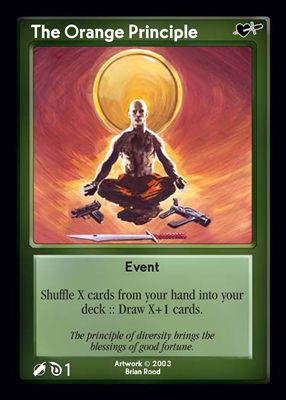 The Orange Principle
Event
Shuffle X cards from your hand into your
deck :: Draw X+1 cards.
The principle of diversity brings the
blessings of good fortune.
1
Artwork © 2003
Brian Rood